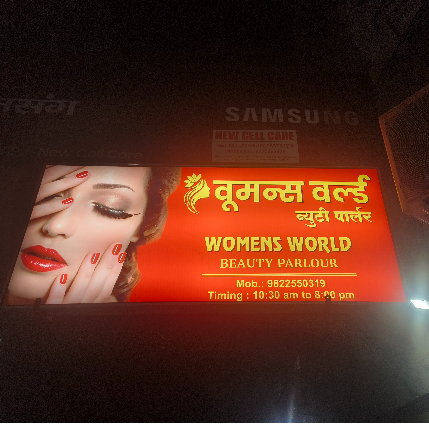 सॅमसंग
SAMSUNG
NEW CELL CARE
वूमन्स वर्ल्ड
ब्युटी पार्लर
WOMENS WORLD
BEAUTY PARLOUR
Mob.: 9822550319
Timing : 10:30 am to 8:00 pm